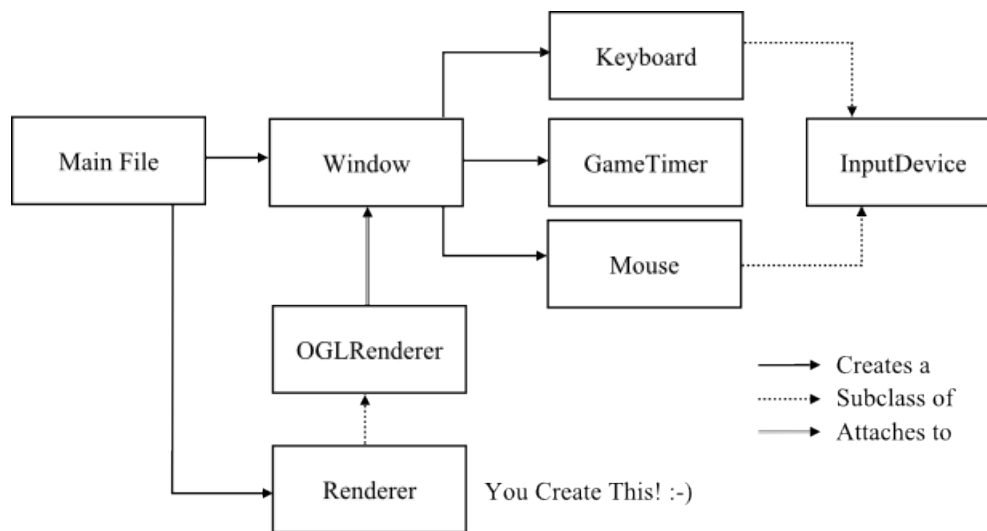 Keyboard
Main File
Window
GameTimer
InputDevice
Mouse
OGLRenderer
Creates a
Subclass of
Attaches to
Renderer
You Create This! :-)